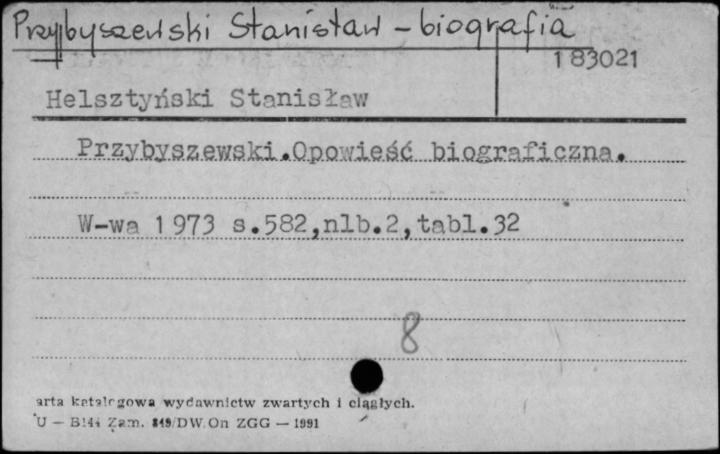 Przybyszewski Stanisław – biografia
183021
Helsztyński Stanisław
Przybyszewski.Opowieść biograficzna.
W-wa 1973 s.582,nlb.2,tabl.32
8
arta katalogowa wydawnictw zwartych i ciągłych.
U — B144 Zam. 849/DW.On ZGG — 1991